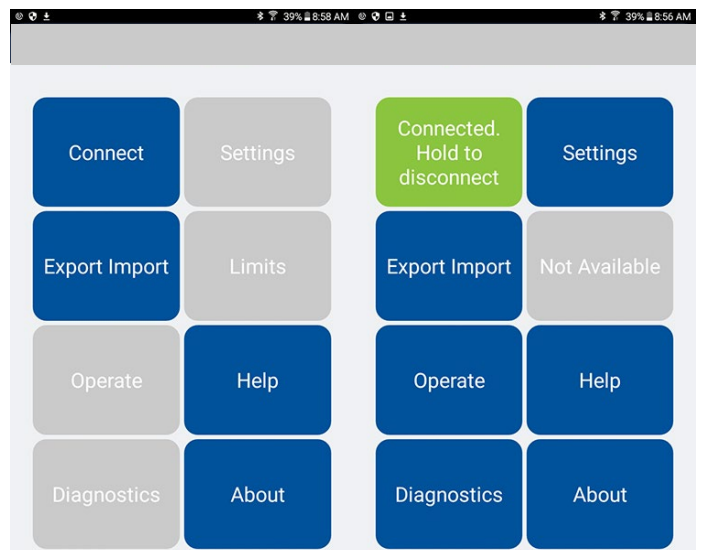 39% 8:58 AM
39% 8:56 AM
Connect
Settings
Export Import
Limits
Operate
Help
Diagnostics
About
Connected.
Hold to
disconnect
Settings
Export Import
Not Available
Operate
Help
Diagnostics
About